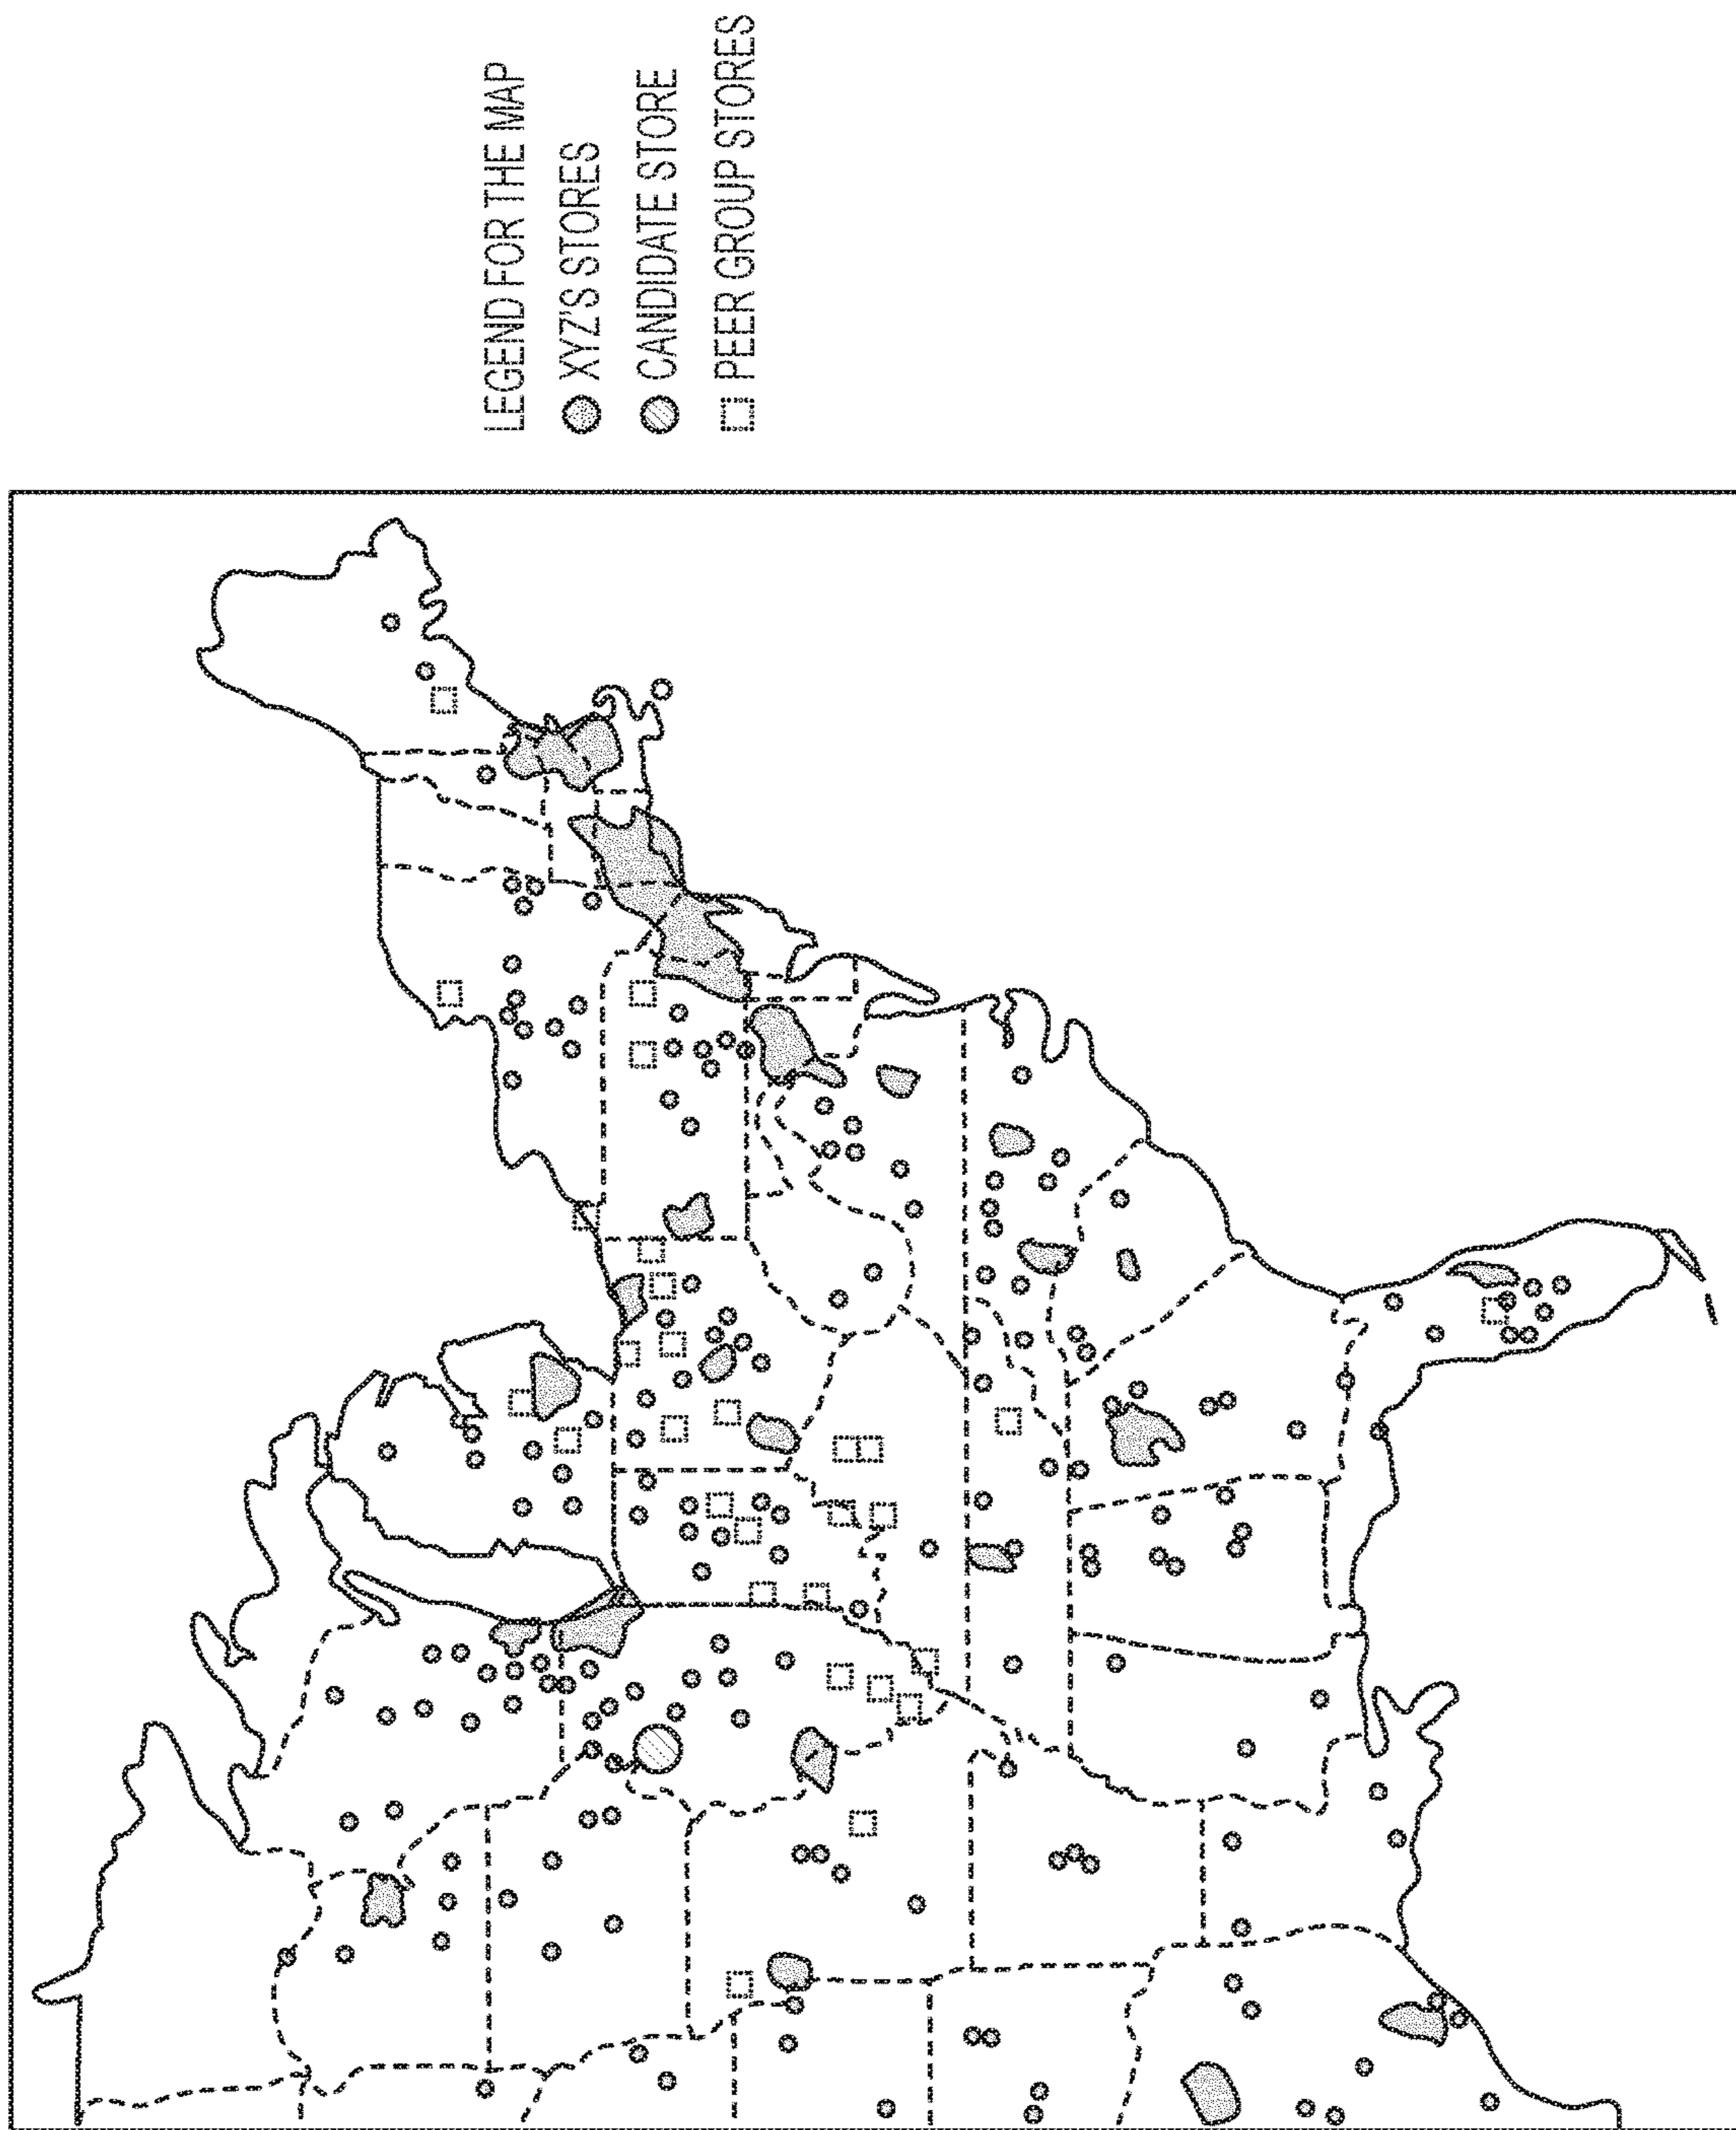 LEGEND FOR THE MAP
XYZ'S STORES
CANDIDATE STORE
PEER GROUP STORES